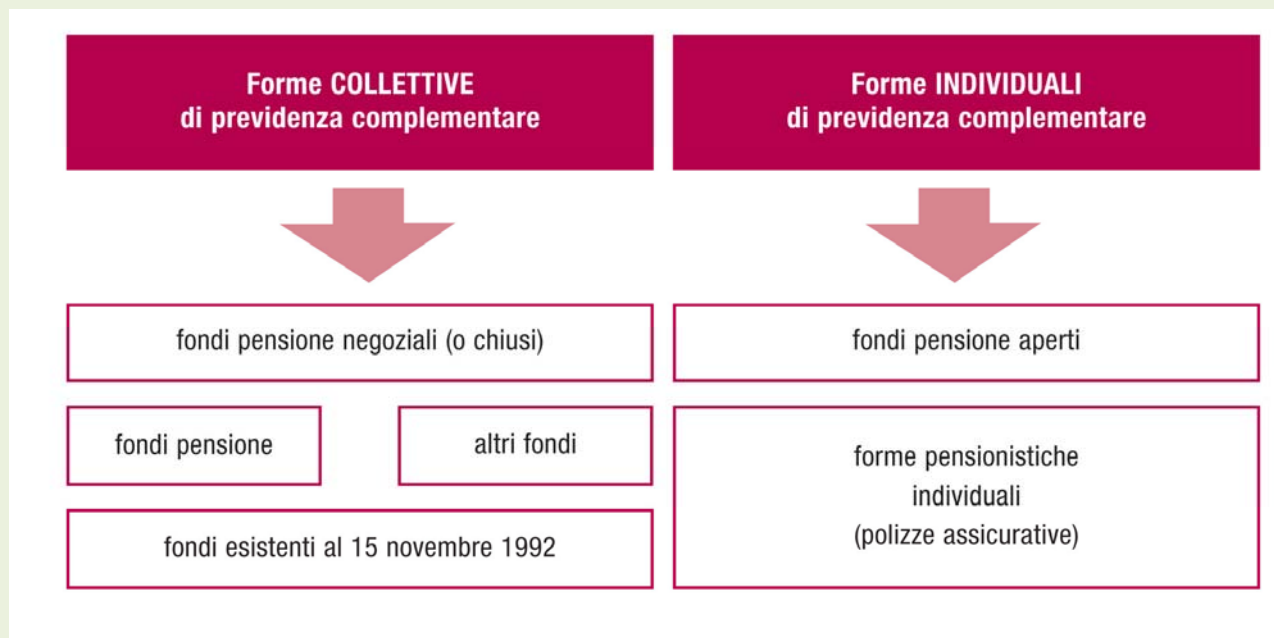 Forme COLLETTIVE
di previdenza complementare
fondi pensione negoziali (o chiusi)
fondi pensione
altri fondi
fondi esistenti al 15 novembre 1992
Forme INDIVIDUALI
di previdenza complementare
fondi pensione aperti
forme pensionistiche
individuali
(polizze assicurative)